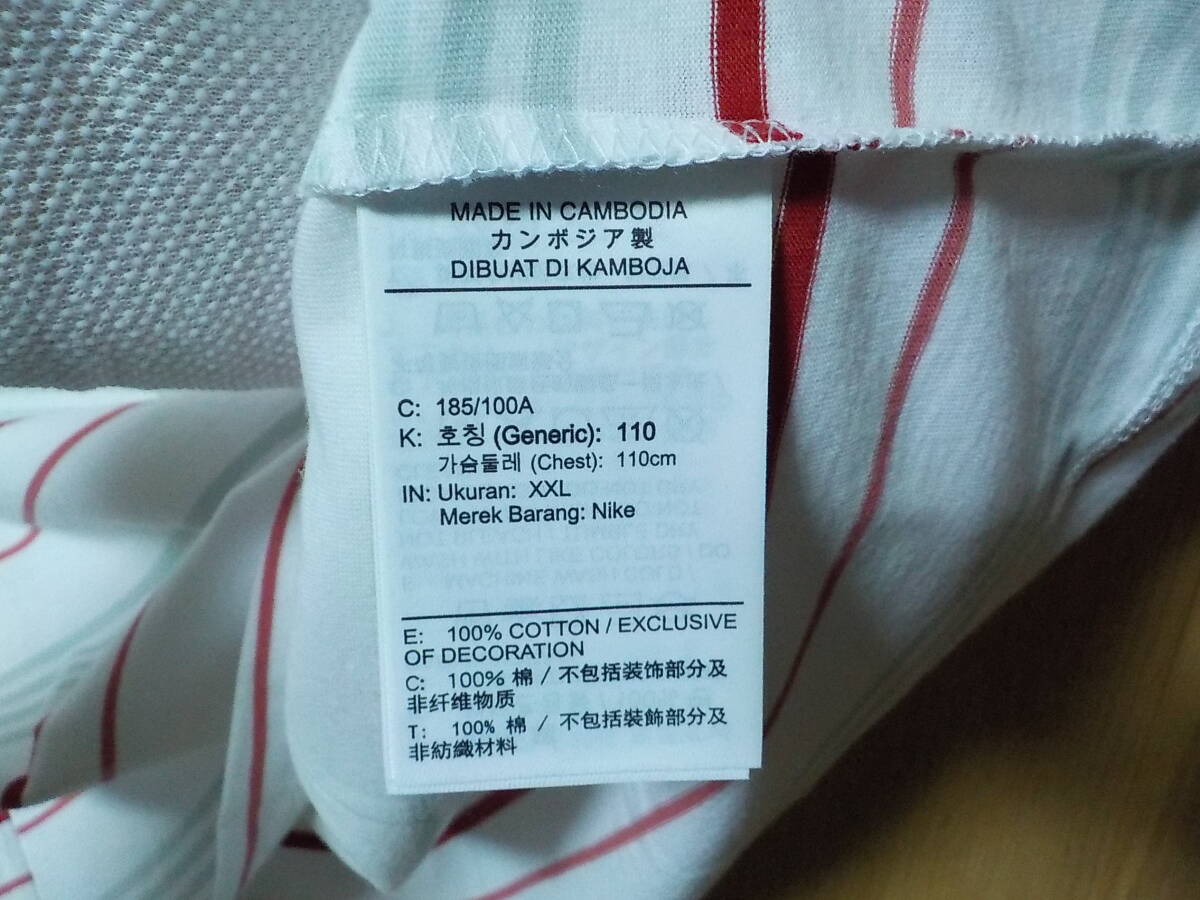 MADE IN CAMBODIA
カンボジア製
DIBUAT DI KAMBOJA
C: 185/100A
K: 호칭 (Generic): 110
가슴둘레 (Chest): 110cm
IN: Ukuran: XXL
Merek Barang: Nike
E: 100% COTTON / EXCLUSIVE
OF DECORATION
C: 100% 棉 / 不包括装饰部分及
非纤维物质
T: 100% 棉 / 不包括裝飾部分及
非紡織材料